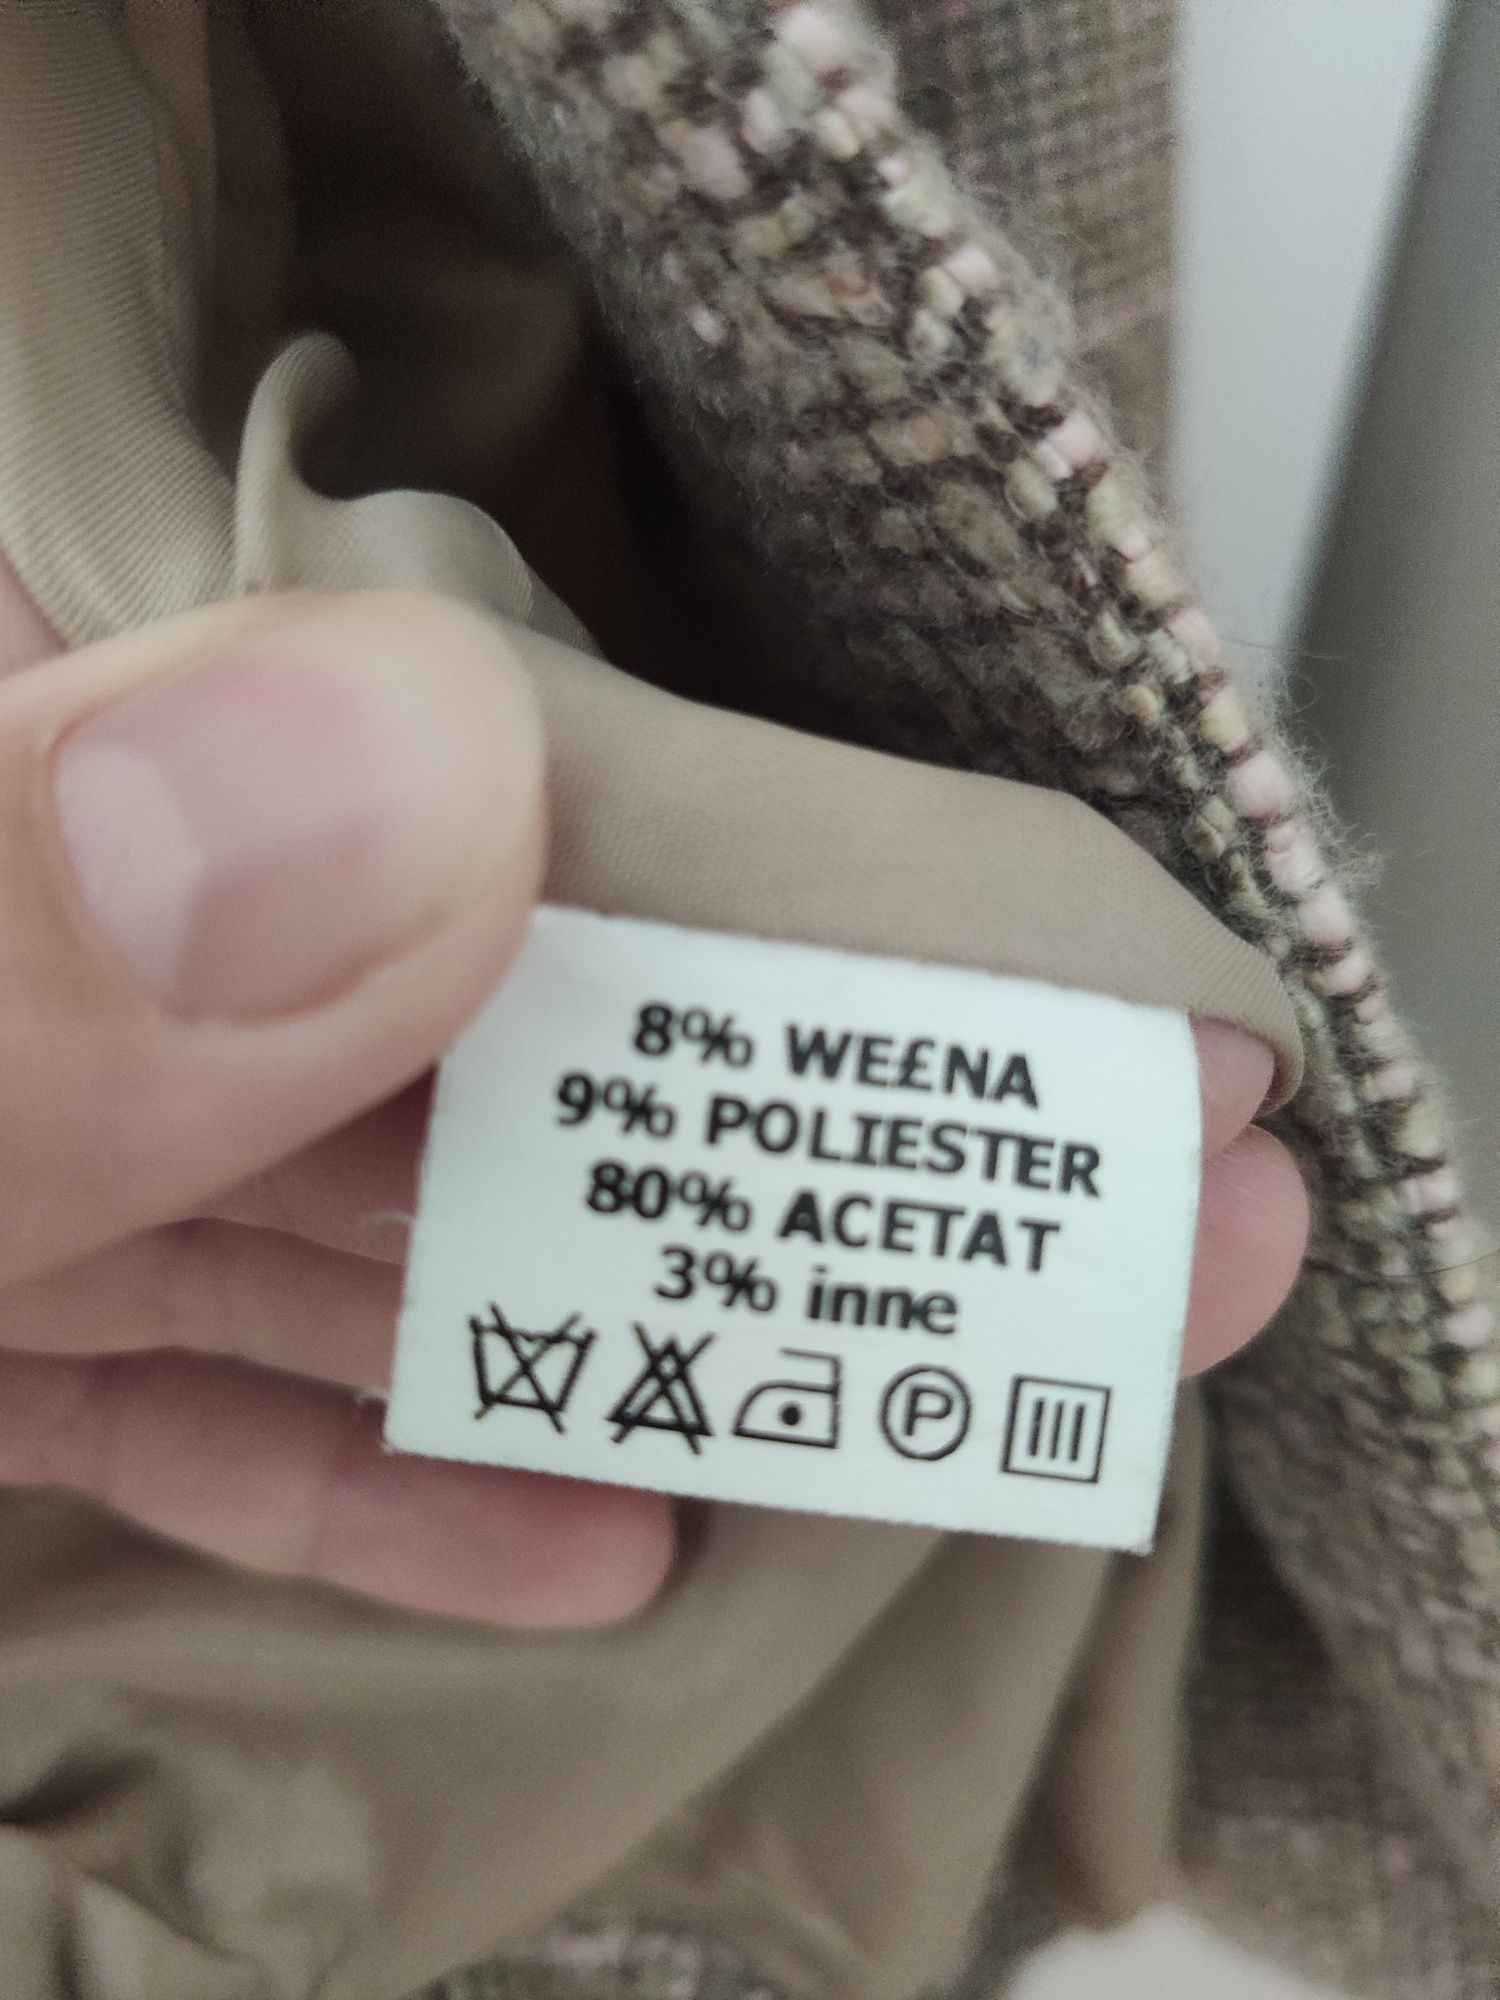 8% WE£NA
9% POLIESTER
80% ACETAT
3% inne
P